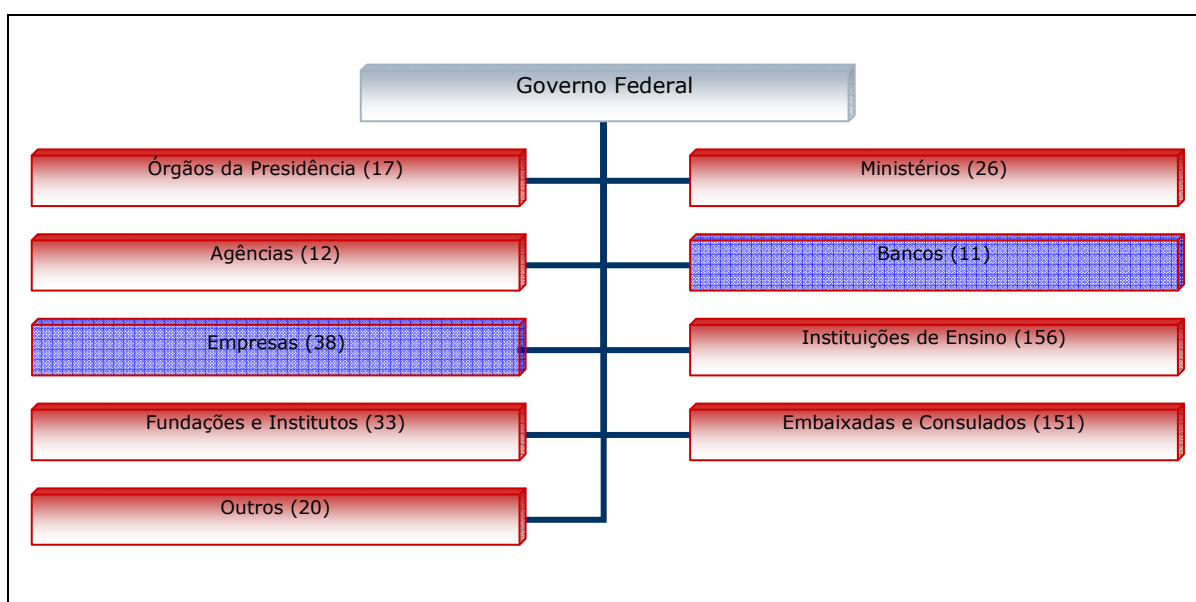 Governo Federal
Órgãos da Presidência (17)
Ministérios (26)
Agências (12)
Bancos (11)
Empresas (38)
Instituições de Ensino (156)
Fundações e Institutos (33)
Embaixadas e Consulados (151)
Outros (20)